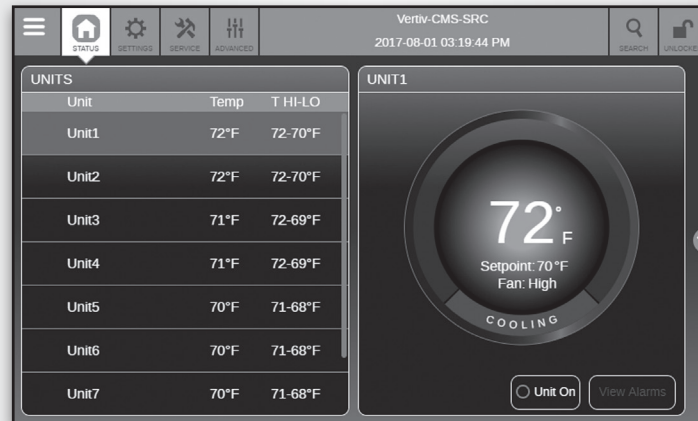 Vertiv-CMS-SRC
2017-08-01 03:19:44 PM
STATUS
SETTINGS
SERVICE
ADVANCED
SEARCH
UNLOCKED
UNITS
Unit Temp T HI-LO
Unit1 72°F 72-70°F
Unit2 72°F 72-70°F
Unit3 71°F 72-69°F
Unit4 71°F 72-69°F
Unit5 70°F 71-68°F
Unit6 70°F 71-68°F
Unit7 70°F 71-68°F
UNIT1
72°F
Setpoint:70°F
Fan: High
COOLING
Unit On
View Alarms